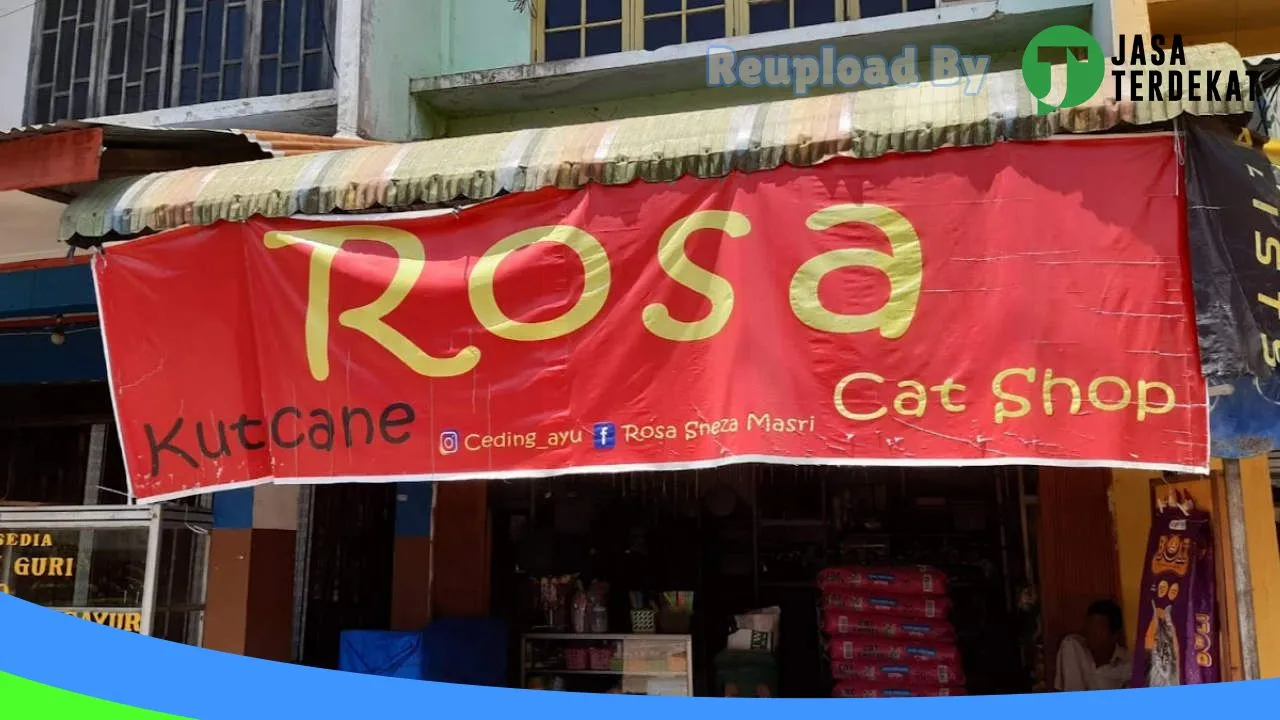 Reupload By
JASA
TERDEKAT
Rosa
Cat Shop
Kutcane
Ceding_ayu
Rosa Sneza Masri
SEDIA
GURI
SAYUR